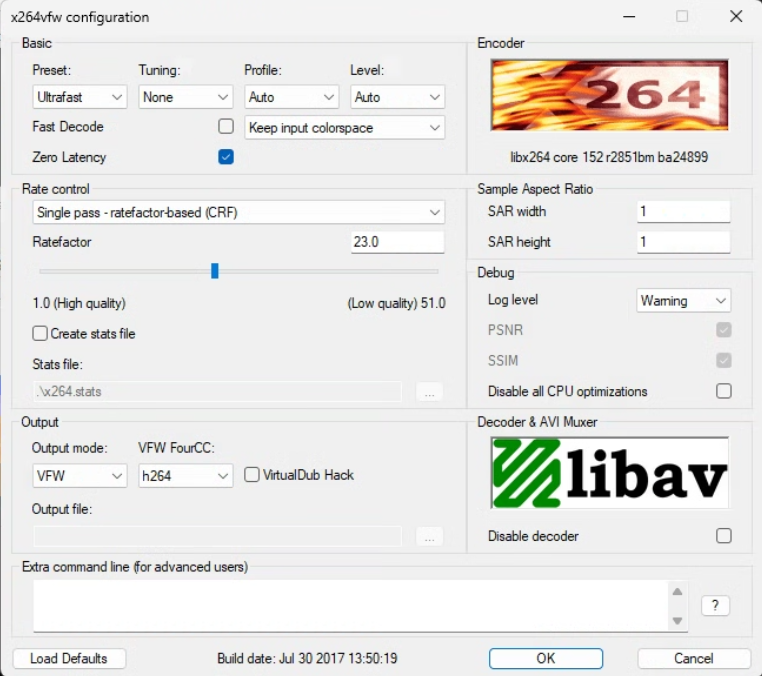 x264vfw configuration
Basic
Preset: Tuning: Profile: Level:
Ultrafast None Auto Auto
Fast Decode Keep input colorspace
Zero Latency
Encoder
264
libx264 core 152 r2851bm ba24899
Rate control
Single pass - ratefactor-based (CRF)
Ratefactor 23.0
1.0 (High quality) (Low quality) 51.0
Create stats file
Stats file:
.\x264.stats ...
Sample Aspect Ratio
SAR width 1
SAR height 1
Debug
Log level Warning
PSNR
SSIM
Disable all CPU optimizations
Output
Output mode: VFW FourCC:
VFW h264 VirtualDub Hack
Output file:
...
Decoder & AVI Muxer
libav
Disable decoder
Extra command line (for advanced users)
?
Load Defaults Build date: Jul 30 2017 13:50:19 OK Cancel